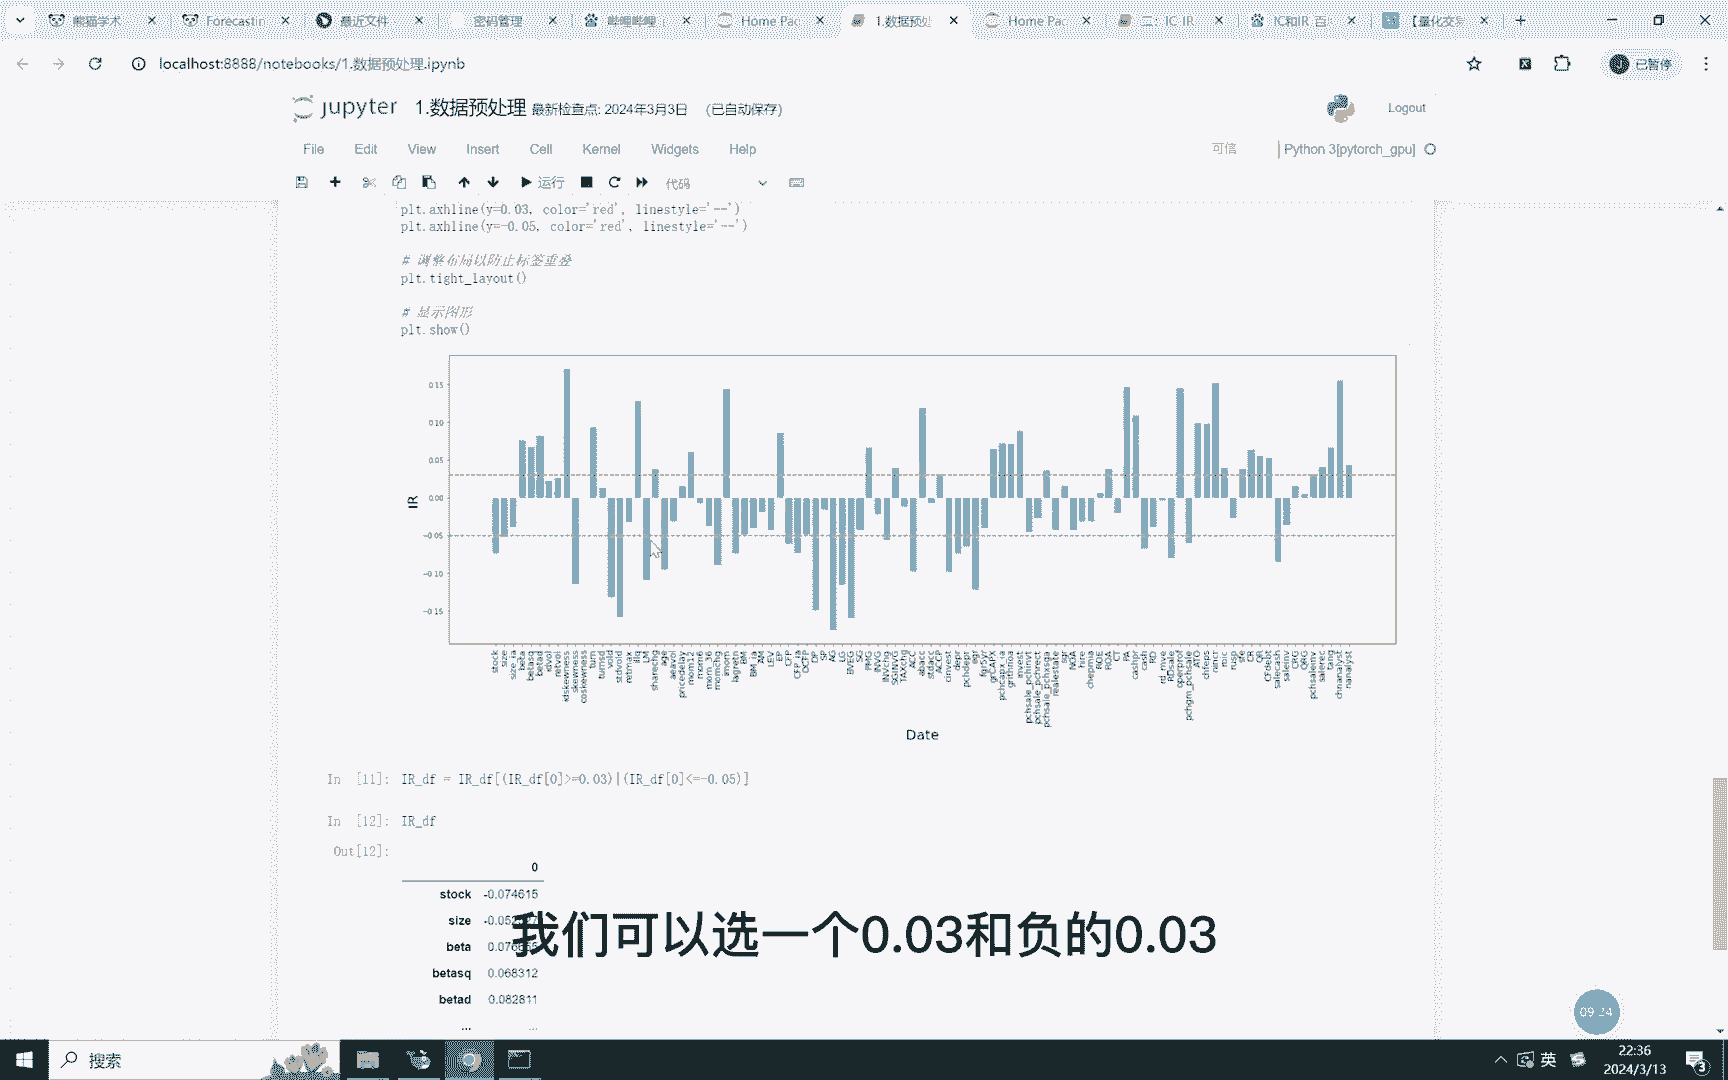 熊猫学术
Forecastin
最近文件
密码管理
哔哩哔哩
Home Pac
1.数据预处
Home Pac
二: IC IR
IC和IR_百
【量化交易
localhost:8888/notebooks/1.数据预处理.ipynb
已暂停
jupyter 1.数据预处理 最新检查点: 2024年3月3日 (已自动保存)
Logout
File Edit View Insert Cell Kernel Widgets Help
可信
Python 3[pytorch_gpu]
运行
代码
plt.axhline(y=0.03, color='red', linestyle='--')
plt.axhline(y=-0.05, color='red', linestyle='--')
# 调整布局以防止标签重叠
plt.tight_layout()
# 显示图形
plt.show()
0.15
0.10
0.05
0.00
-0.05
-0.10
-0.15
IR
stock
size
size_ia
beta
betasq
betad
idvol
retvol
idskewness
skewness
coskewness
turn
turnsd
vold
stdvold
retmax
illq
LM
sharechg
age
aeavol
pricedelay
mom12
mom6
mom_36
momchg
imom
lagretn
BM
BM_ia
AM
LEV
EP
CFP
CFP_ia
OCFP
DP
SP
AG
LG
BVEG
SG
PMG
INVG
INVchg
SGINVG
TAXchg
ACC
absacc
stdacc
ACCP
cinvest
depr
pchdepr
egr
grCAPX
pchcapx_ia
grltnoa
invest
pchsale_pchinvt
pchsale_pchrect
pchsale_pchxsga
realestate
NOA
hire
chepmia
ROE
ROA
CT
PA
cashpr
cash
RD
rd_mve
RDsale
operprof
pchgm_pchsale
ATO
chfeps
roic
rusp
sfe
CR
QR
CFdebt
salecash
saleinv
CRG
QRG
pchsaleinv
salerec
tang
chnanalyst
nanalyst
Date
In [11]: IR_df = IR_df[(IR_df[0]>=0.03)|(IR_df[0]<=-0.05)]
In [12]: IR_df
Out[12]:
0
stock -0.074615
size
beta
betasq 0.068312
betad 0.082811
... ...
我们可以选一个0.03和负的0.03
搜索
英
22:36
2024/3/13
3